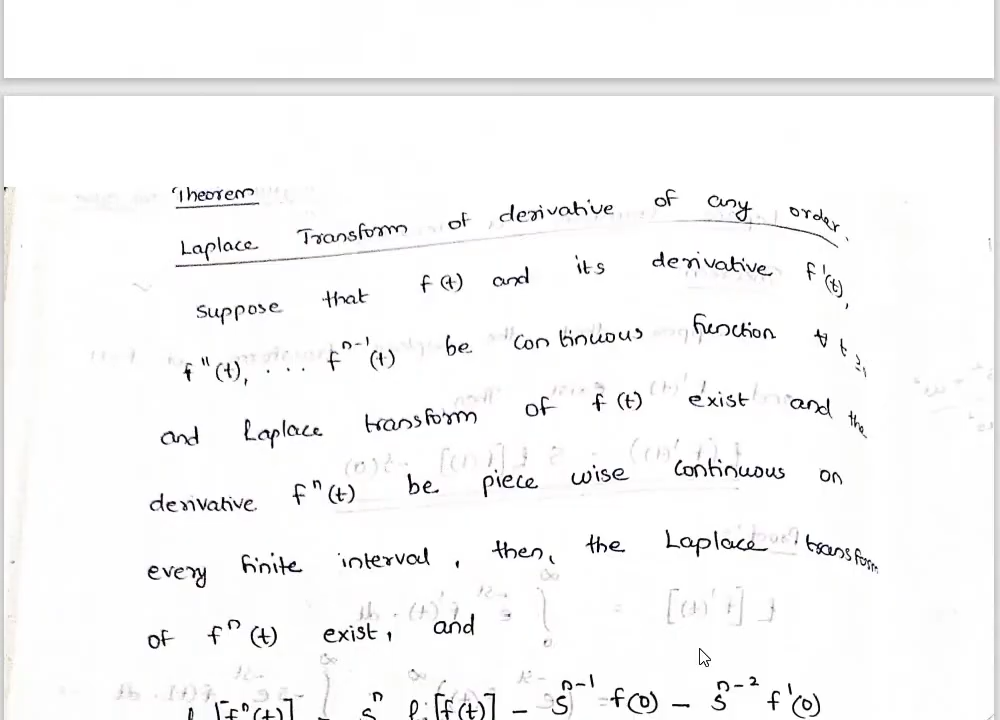 Theorem
Laplace Transform of derivative of any order.
suppose that f(t) and its derivative f'(t),
f"(t), ... f^{n-1}(t) be continuous function ∀ t ≥
and Laplace transform of f(t) exist and the
derivative f^n(t) be piece wise continuous on
every finite interval, then, the Laplace transform
of f^n(t) exist, and
L[f^n(t)] = s^n L[f(t)] - s^{n-1} f(0) - s^{n-2} f'(0)